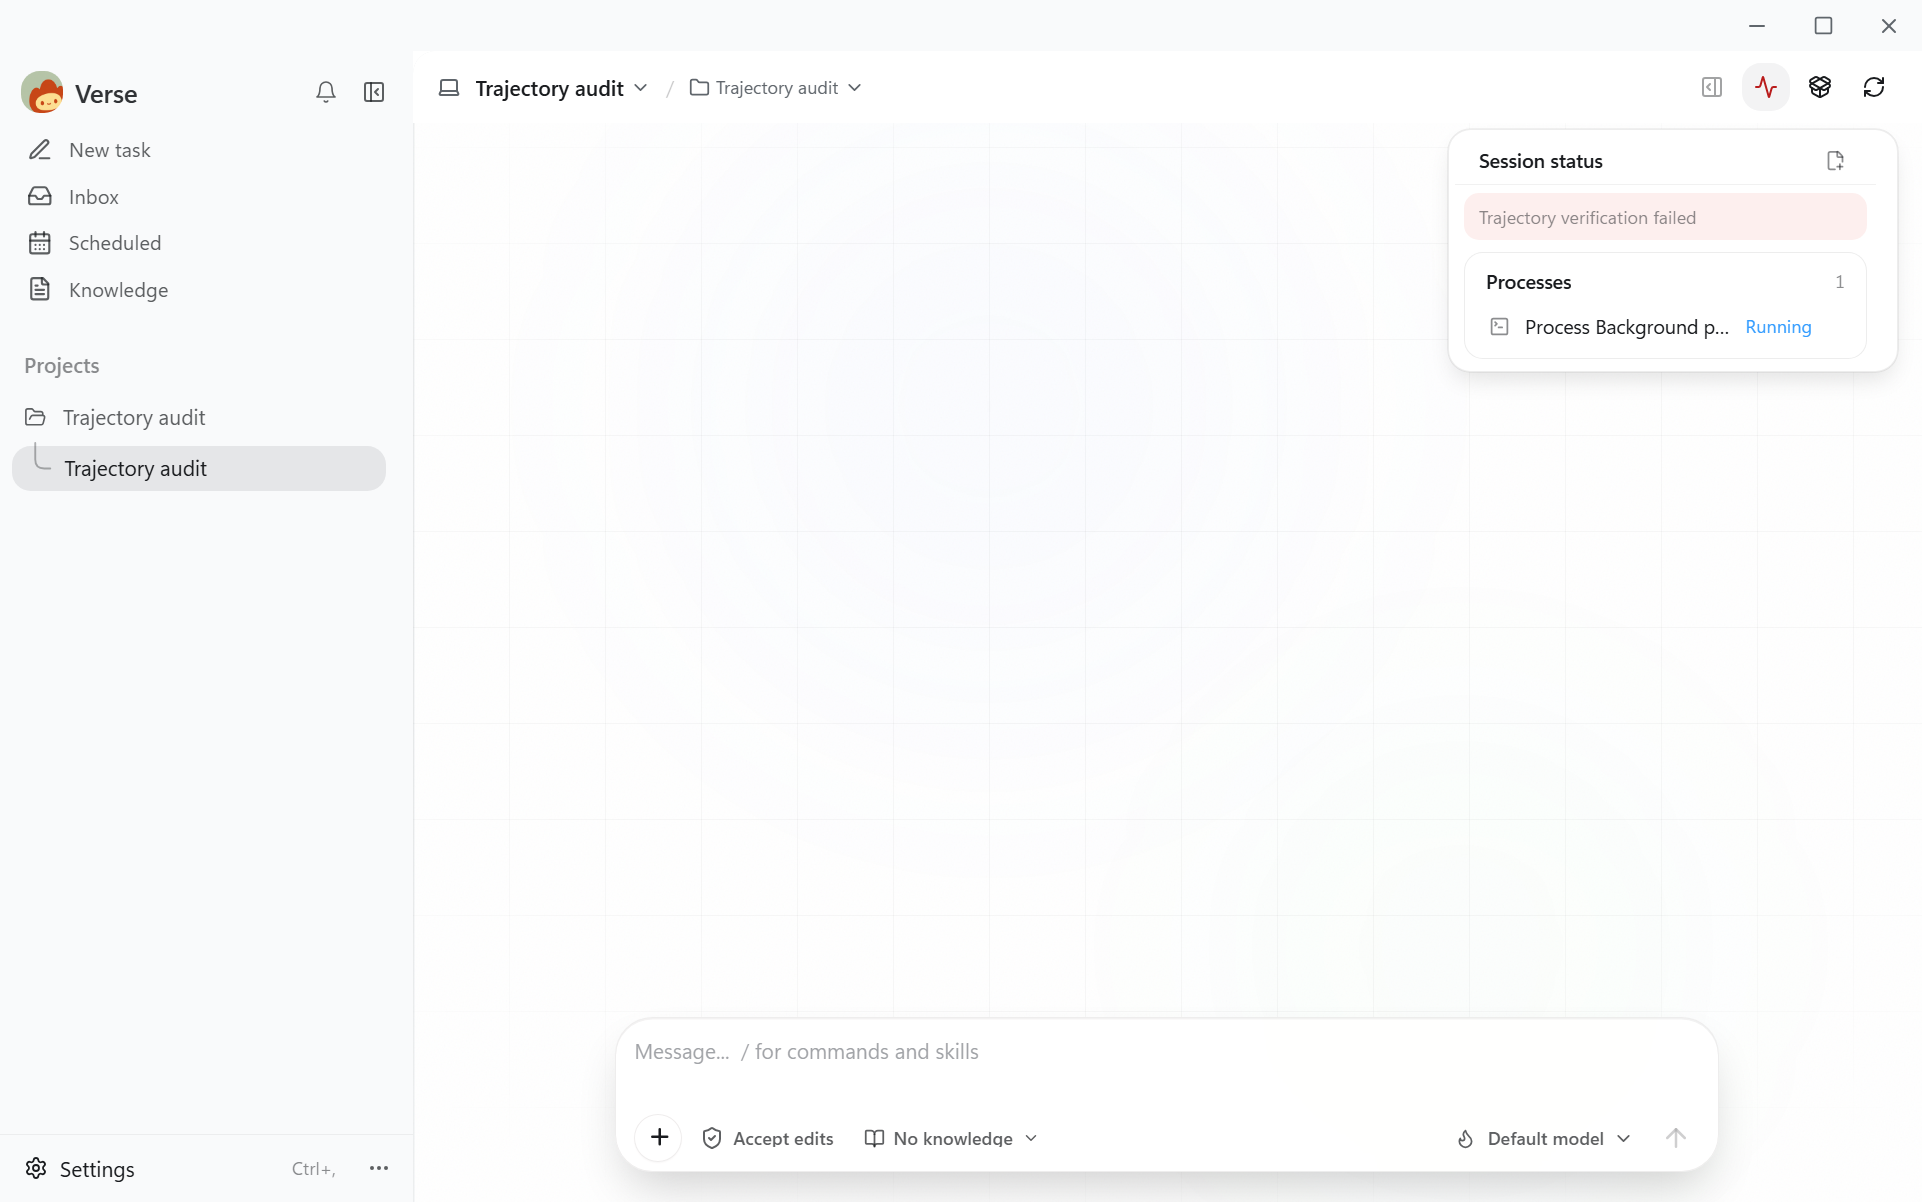 Verse
New task
Inbox
Scheduled
Knowledge
Projects
Trajectory audit
Trajectory audit
Settings
Ctrl+,
Trajectory audit / Trajectory audit
Session status
Trajectory verification failed
Processes 1
Process Background p... Running
Message... / for commands and skills
Accept edits No knowledge Default model